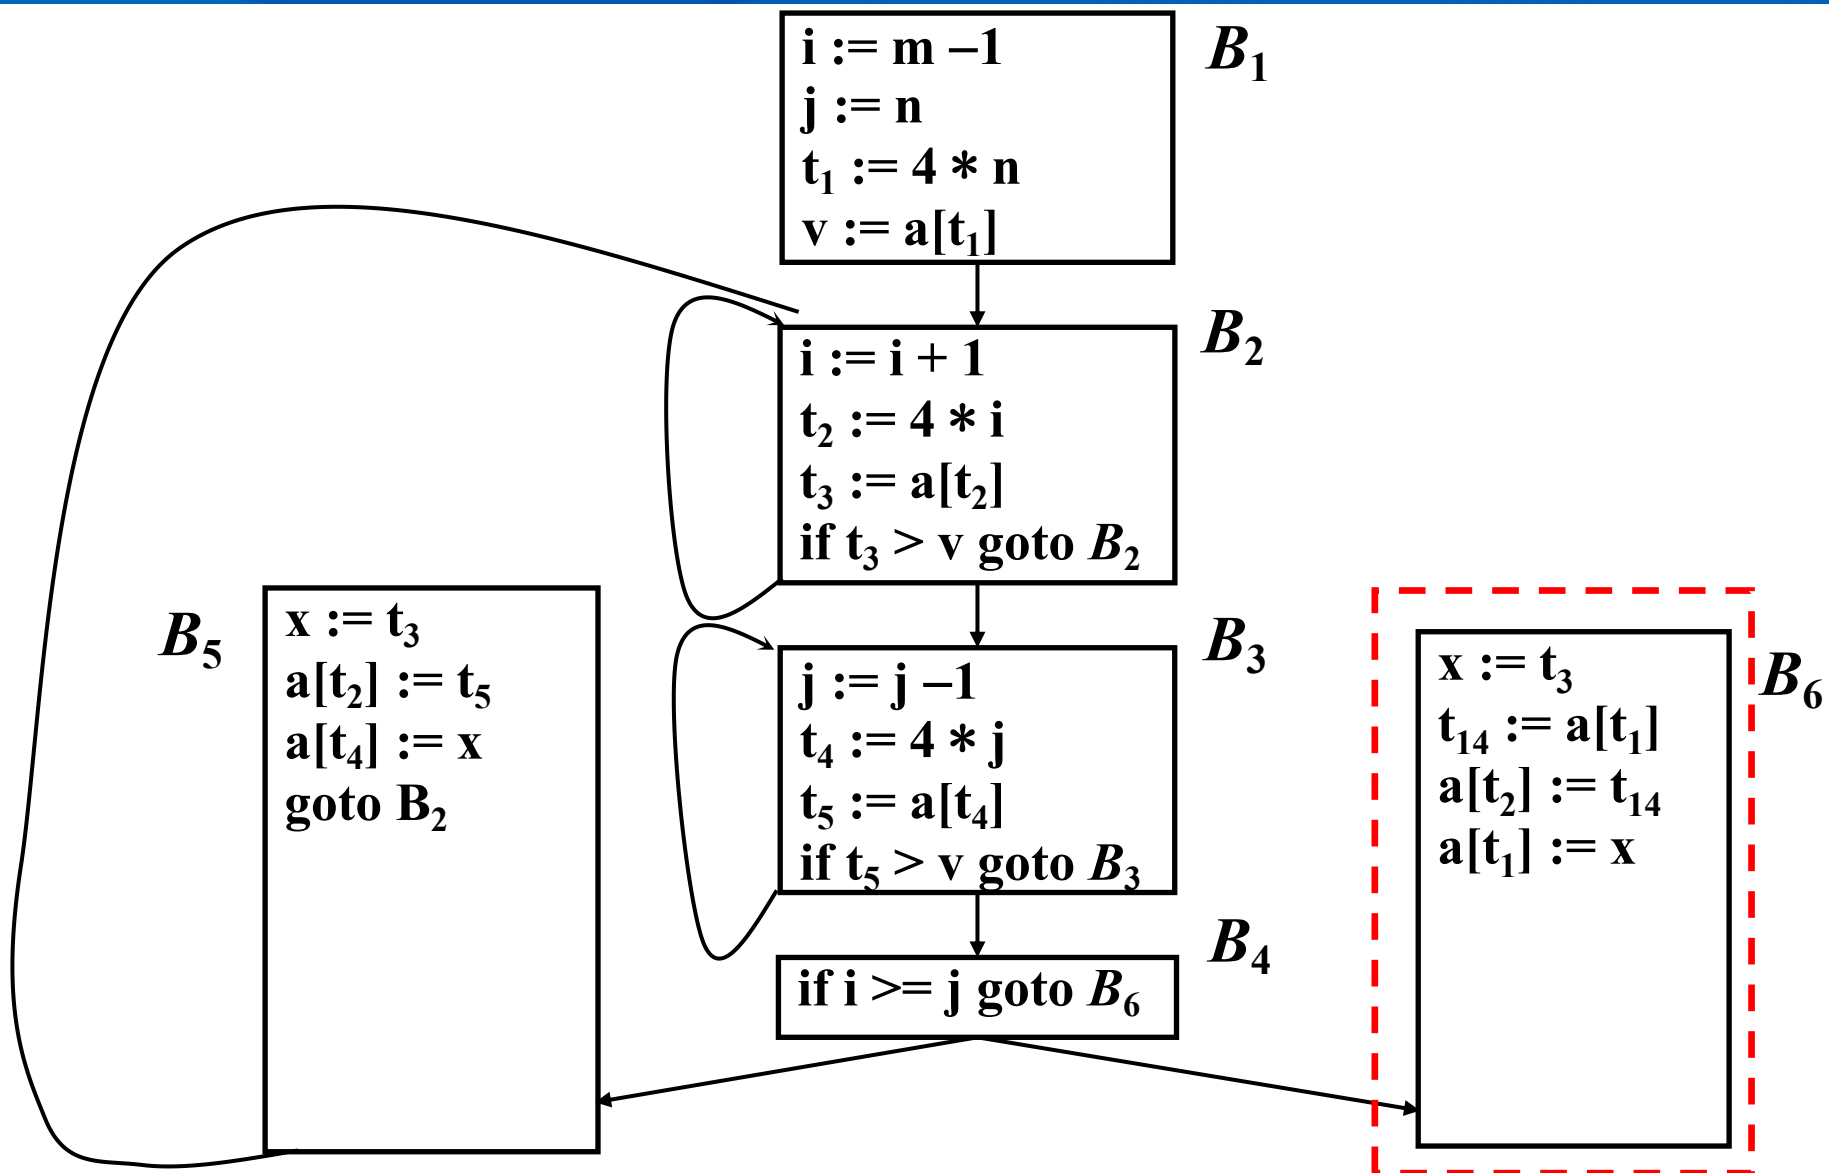 i := m –1
j := n
t₁ := 4 * n
v := a[t₁]
B₁
i := i + 1
t₂ := 4 * i
t₃ := a[t₂]
if t₃ > v goto B₂
B₂
j := j –1
t₄ := 4 * j
t₅ := a[t₄]
if t₅ > v goto B₃
B₃
if i >= j goto B₆
B₄
B₅
x := t₃
a[t₂] := t₅
a[t₄] := x
goto B₂
x := t₃
t₁₄ := a[t₁]
a[t₂] := t₁₄
a[t₁] := x
B₆